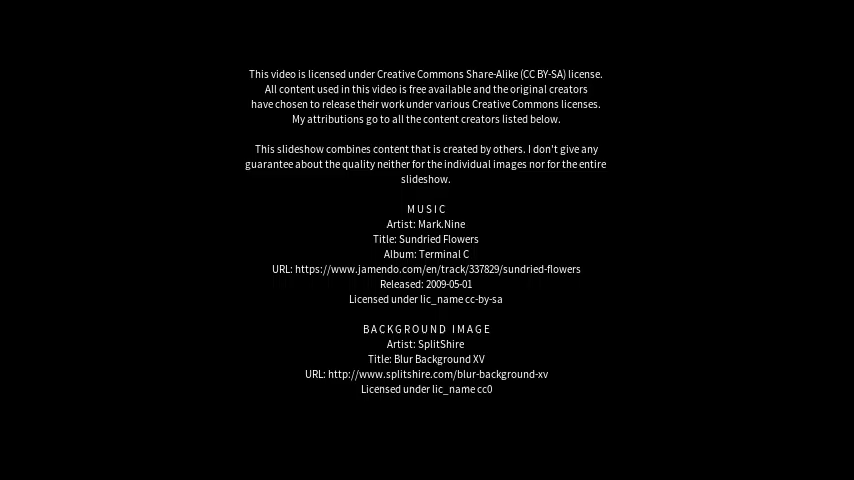 This video is licensed under Creative Commons Share-Alike (CC BY-SA) license.
All content used in this video is free available and the original creators
have chosen to release their work under various Creative Commons licenses.
My attributions go to all the content creators listed below.
This slideshow combines content that is created by others. I don't give any
guarantee about the quality neither for the individual images nor for the entire
slideshow.
MUSIC
Artist: Mark.Nine
Title: Sundried Flowers
Album: Terminal C
URL: https://www.jamendo.com/en/track/337829/sundried-flowers
Released: 2009-05-01
Licensed under lic_name cc-by-sa
BACKGROUND IMAGE
Artist: SplitShire
Title: Blur Background XV
URL: http://www.splitshire.com/blur-background-xv
Licensed under lic_name cc0